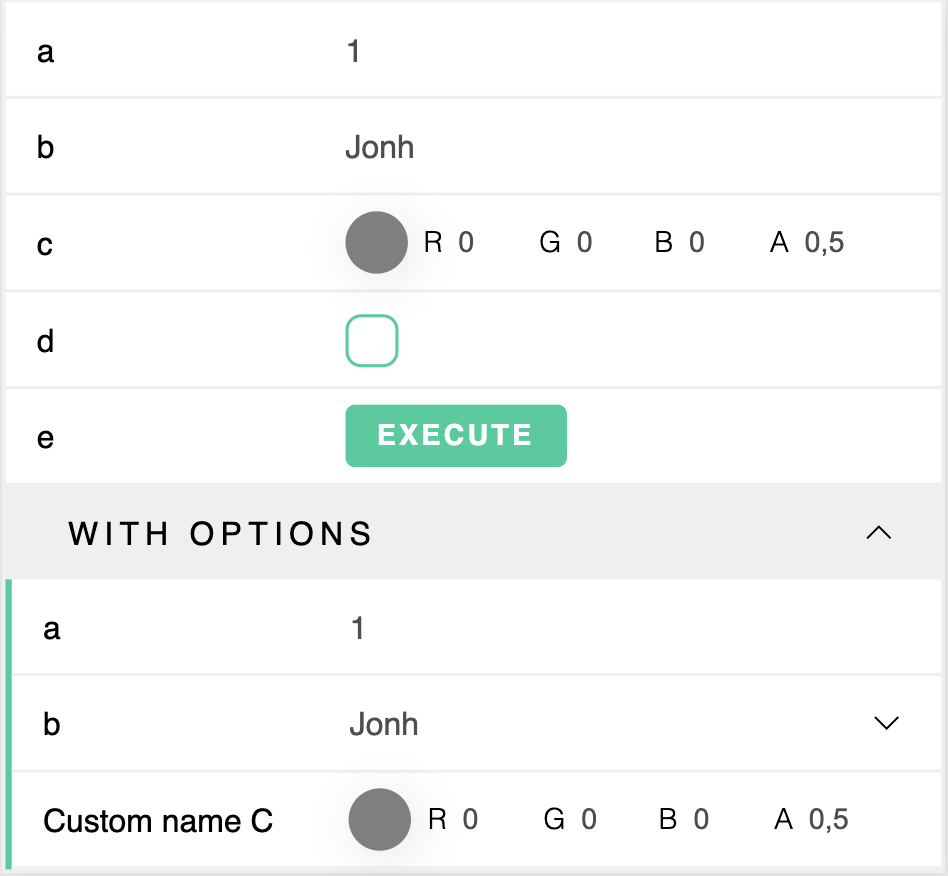 a 1
b Jonh
c R 0 G 0 B 0 A 0,5
d
e EXECUTE
WITH OPTIONS
a 1
b Jonh
Custom name C R 0 G 0 B 0 A 0,5